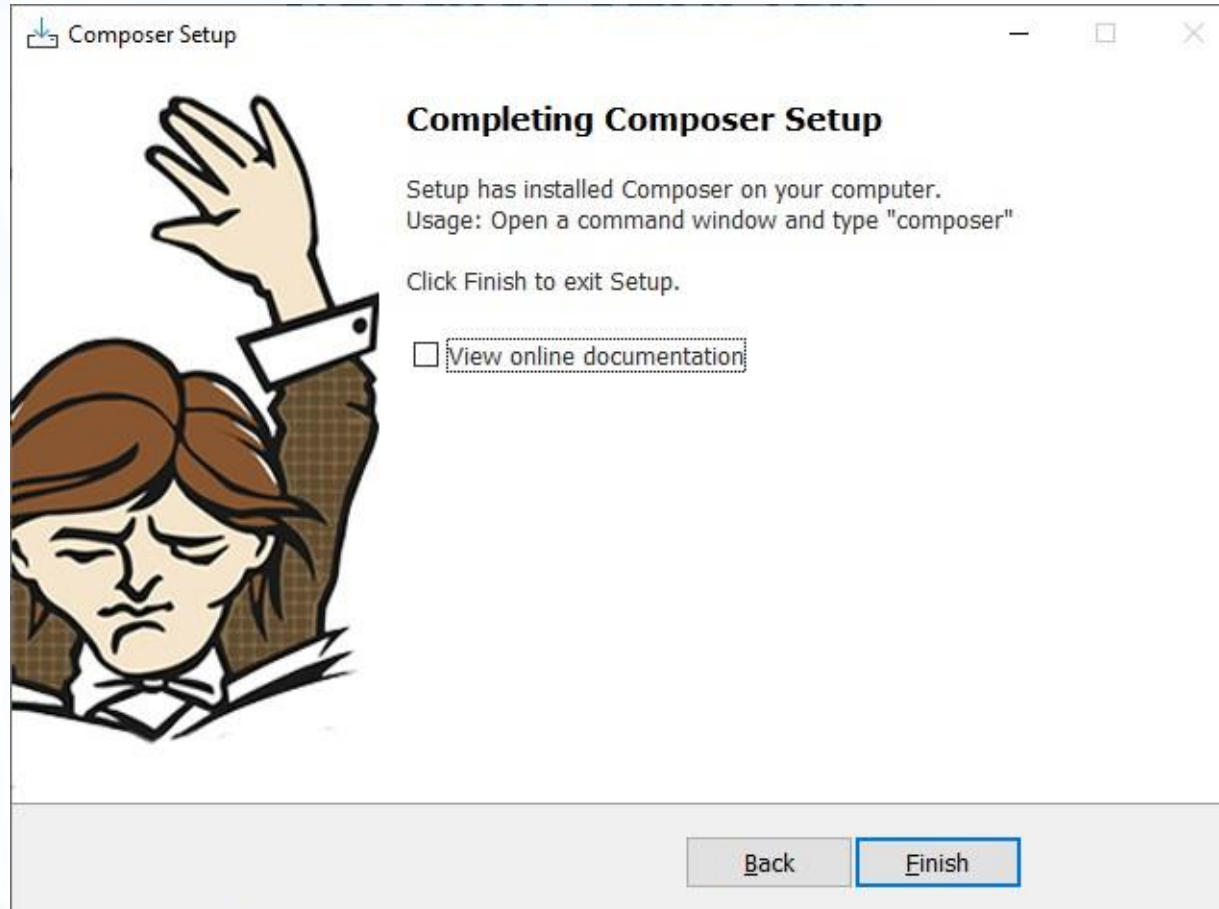 Composer Setup
Completing Composer Setup
Setup has installed Composer on your computer.
Usage: Open a command window and type "composer"
Click Finish to exit Setup.
View online documentation
Back
Finish